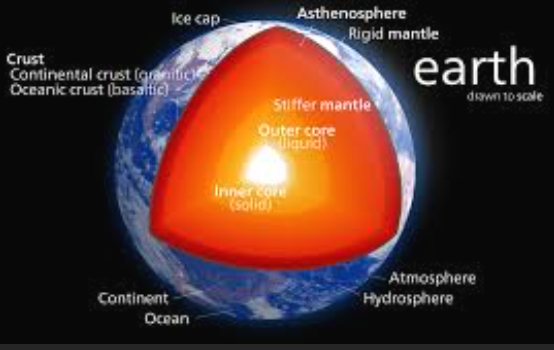 Ice cap
Asthenosphere
Rigid mantle
Crust
Continental crust (granitic)
Oceanic crust (basaltic)
earth
drawn to scale
Stiffer mantle
Outer core
(liquid)
Inner core
(solid)
Atmosphere
Hydrosphere
Continent
Ocean